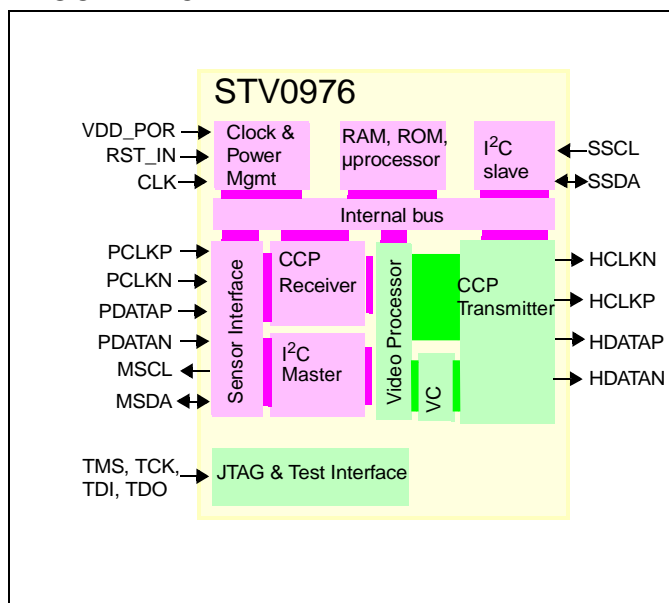 STV0976
VDD_POR
RST_IN
CLK
Clock &
Power
Mgmt
RAM, ROM,
µprocessor
I²C
slave
SSCL
SSDA
Internal bus
PCLKP
PCLKN
PDATAP
PDATAN
MSCL
MSDA
Sensor Interface
CCP
Receiver
I²C
Master
Video Processor
VC
CCP
Transmitter
HCLKN
HCLKP
HDATAP
HDATAN
TMS, TCK,
TDI, TDO
JTAG & Test Interface